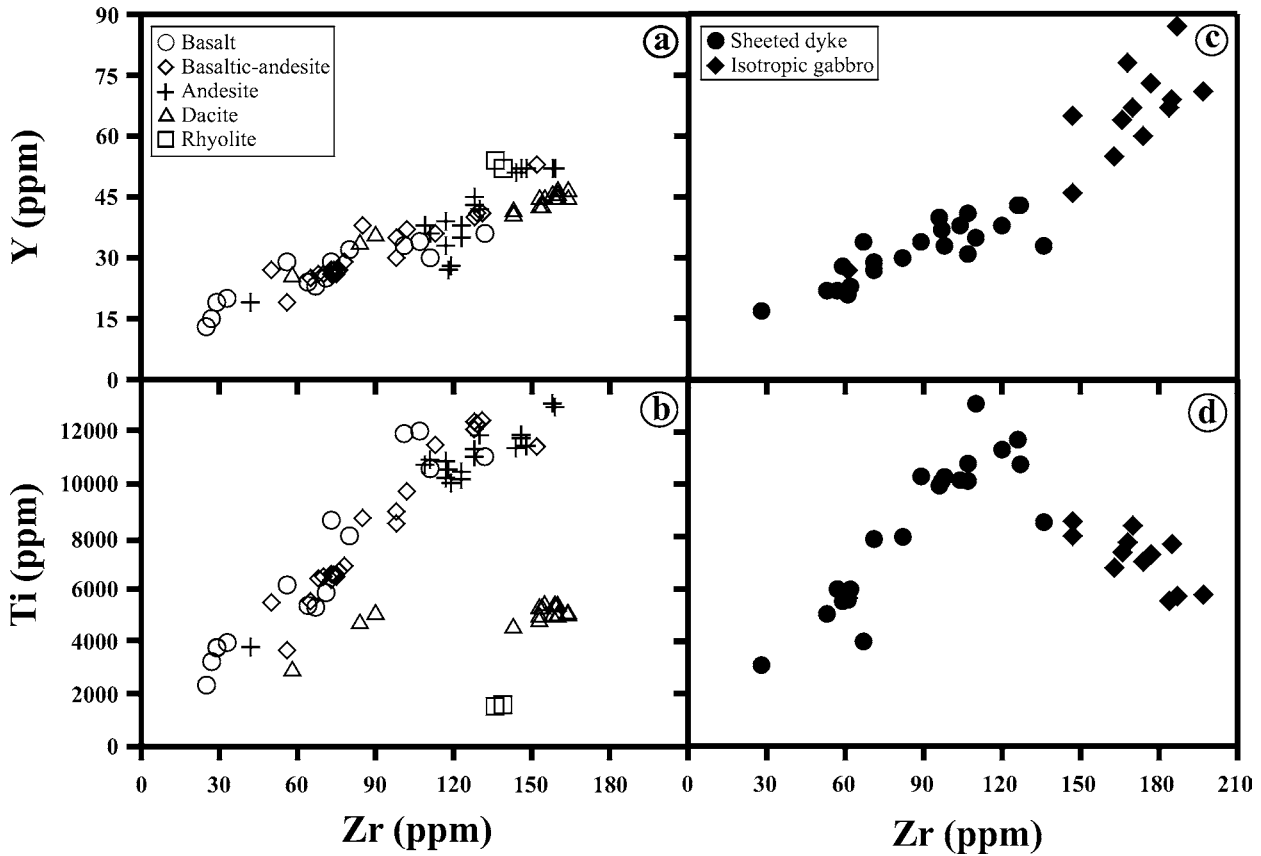 a
Basalt
Basaltic-andesite
Andesite
Dacite
Rhyolite
90
75
60
45
30
15
0
Y (ppm)
c
Sheeted dyke
Isotropic gabbro
b
12000
10000
8000
6000
4000
2000
0
Ti (ppm)
d
0 30 60 90 120 150 180
Zr (ppm)
0 30 60 90 120 150 180 210
Zr (ppm)